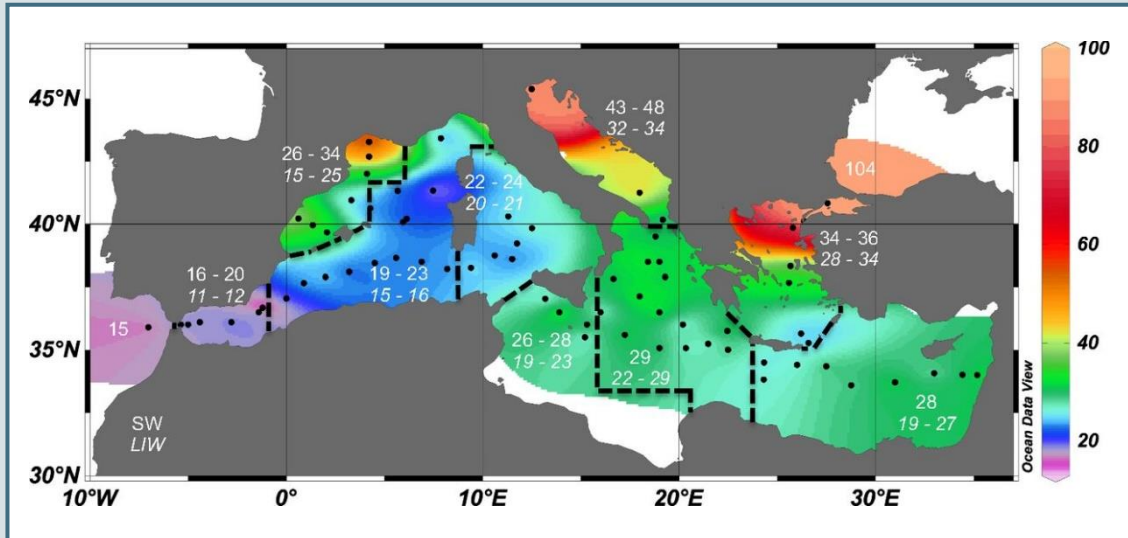 45°N
40°N
35°N
30°N
10°W
0°
10°E
20°E
30°E
43 - 48
32 - 34
26 - 34
15 - 25
22 - 24
20 - 21
104
34 - 36
28 - 34
16 - 20
11 - 12
19 - 23
15 - 16
15
26 - 28
19 - 23
29
22 - 29
28
19 - 27
SW
LIW
Ocean Data View
100
80
60
40
20